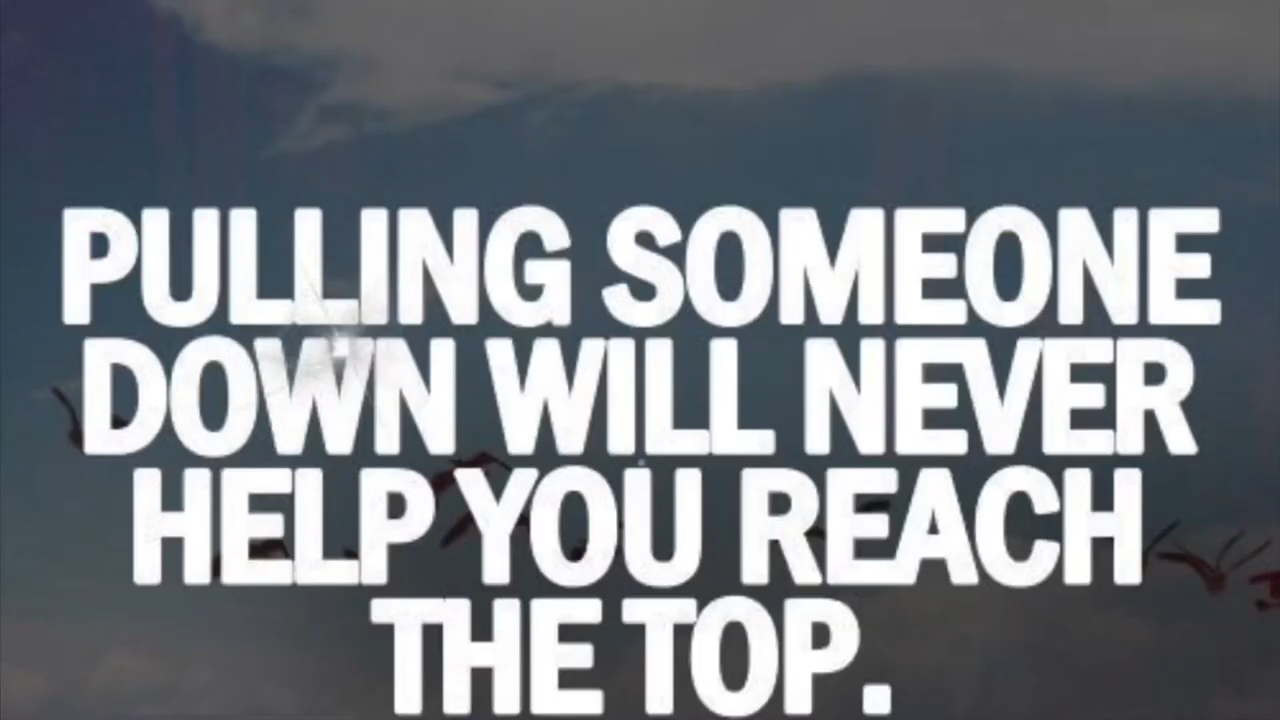 PULLING SOMEONE
DOWN WILL NEVER
HELP YOU REACH
THE TOP.